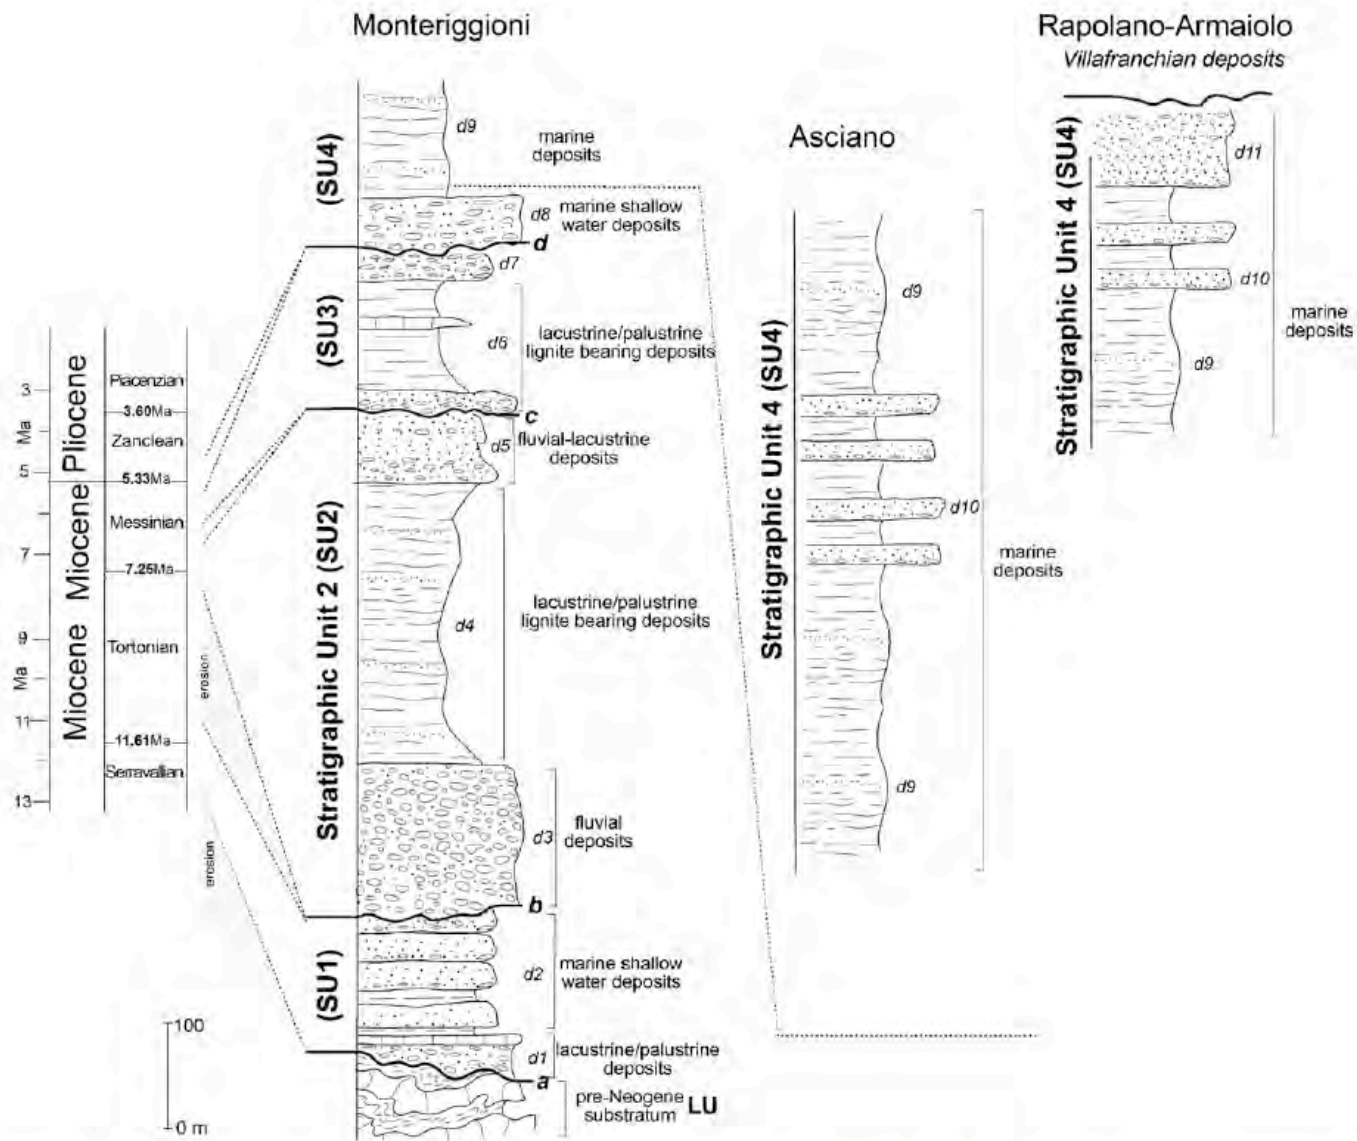 Monteriggioni
Rapolano-Armaiolo
Villafranchian deposits
Asciano
(SU4)
d9
marine
deposits
d8
marine shallow
water deposits
d
d7
(SU3)
d6
lacustrine/palustrine
lignite bearing deposits
c
d5
fluvial-lacustrine
deposits
Stratigraphic Unit 2 (SU2)
d4
lacustrine/palustrine
lignite bearing deposits
d3
fluvial
deposits
b
(SU1)
d2
marine shallow
water deposits
d1
lacustrine/palustrine
deposits
a
pre-Neogene
substratum
LU
3
Ma
5
7
9
Ma
11
13
Pliocene
Miocene
Miocene
Piacenzian
3.60Ma
Zanclean
5.33Ma
Messinian
7.25Ma
Tortonian
11.61Ma
Serravallian
erosion
erosion
100
0 m
Stratigraphic Unit 4 (SU4)
d9
d10
marine
deposits
d9
Stratigraphic Unit 4 (SU4)
d11
d10
marine
deposits
d9